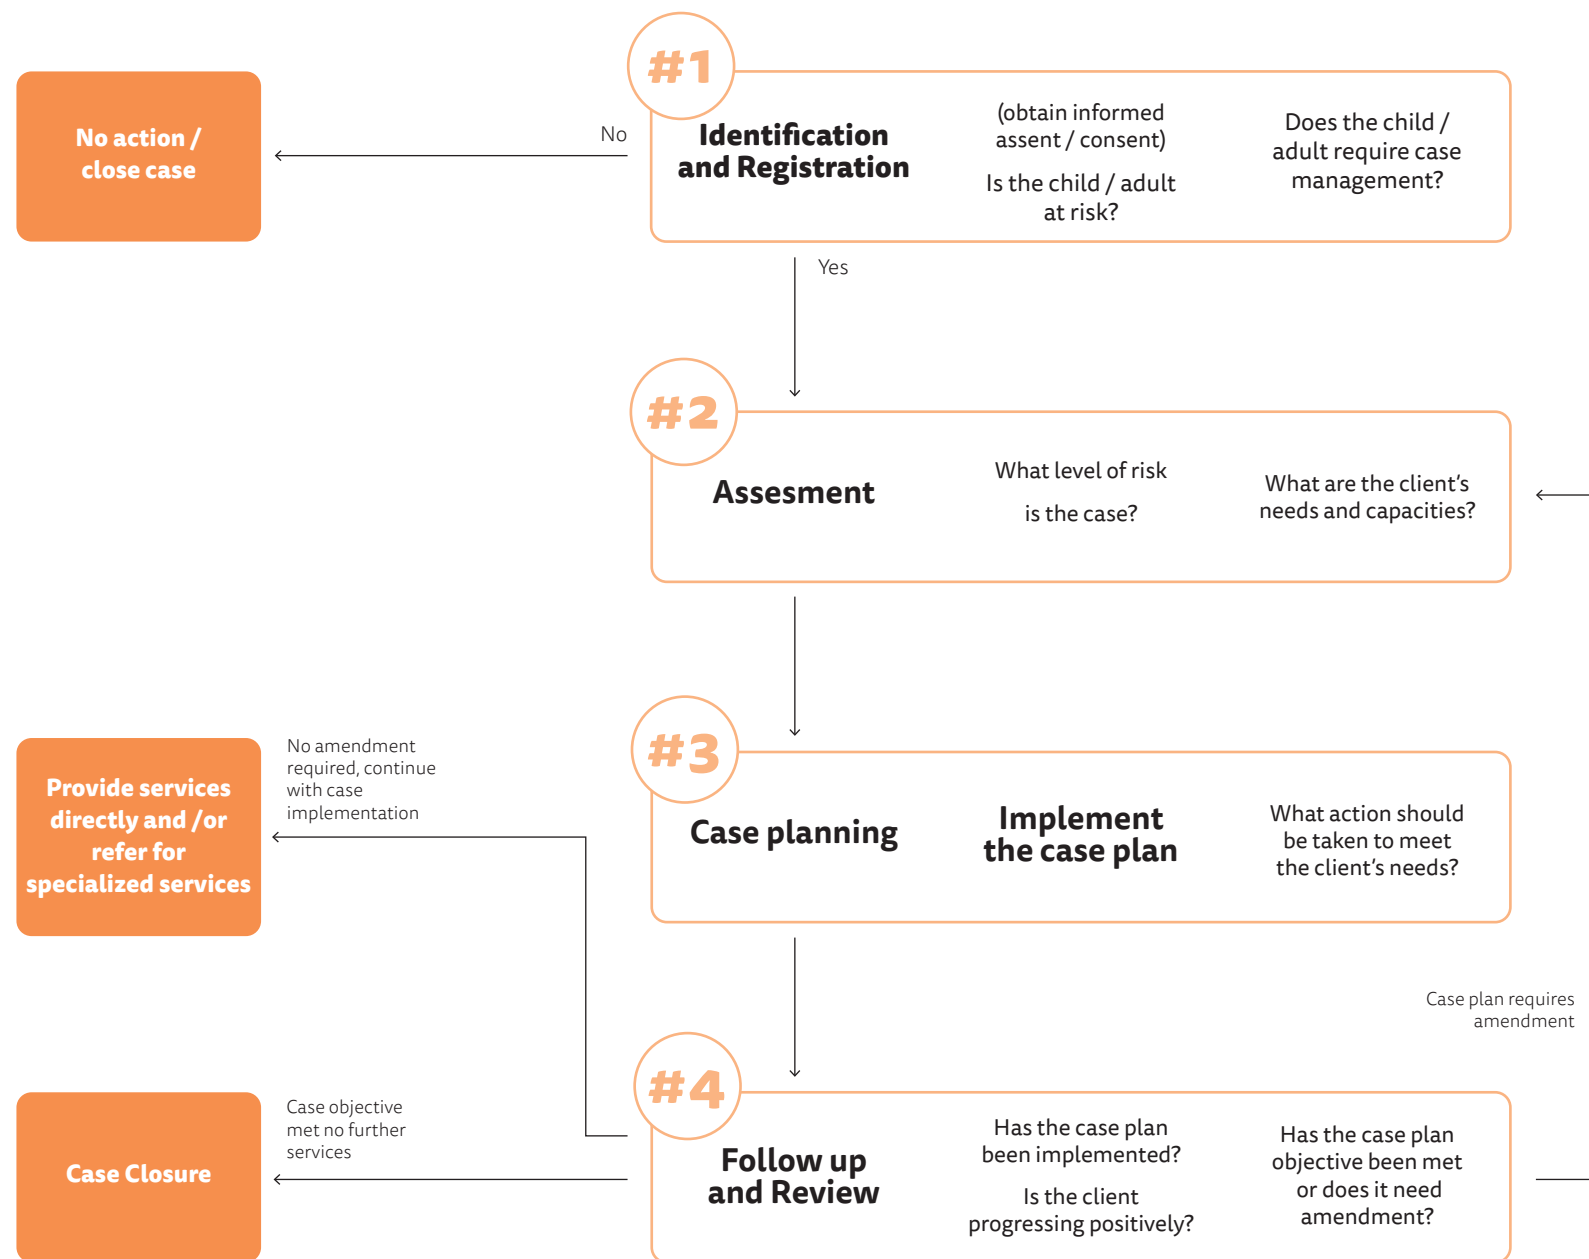 #1
No action /
close case
No
Identification
and Registration
(obtain informed
assent / consent)
Is the child / adult
at risk?
Does the child /
adult require case
management?
Yes
#2
Assesment
What level of risk
is the case?
What are the client's
needs and capacities?
#3
No amendment
required, continue
with case
implementation
Provide services
directly and /or
refer for
specialized services
Case planning
Implement
the case plan
What action should
be taken to meet
the client's needs?
Case plan requires
amendment
#4
Case objective
met no further
services
Case Closure
Follow up
and Review
Has the case plan
been implemented?
Is the client
progressing positively?
Has the case plan
objective been met
or does it need
amendment?